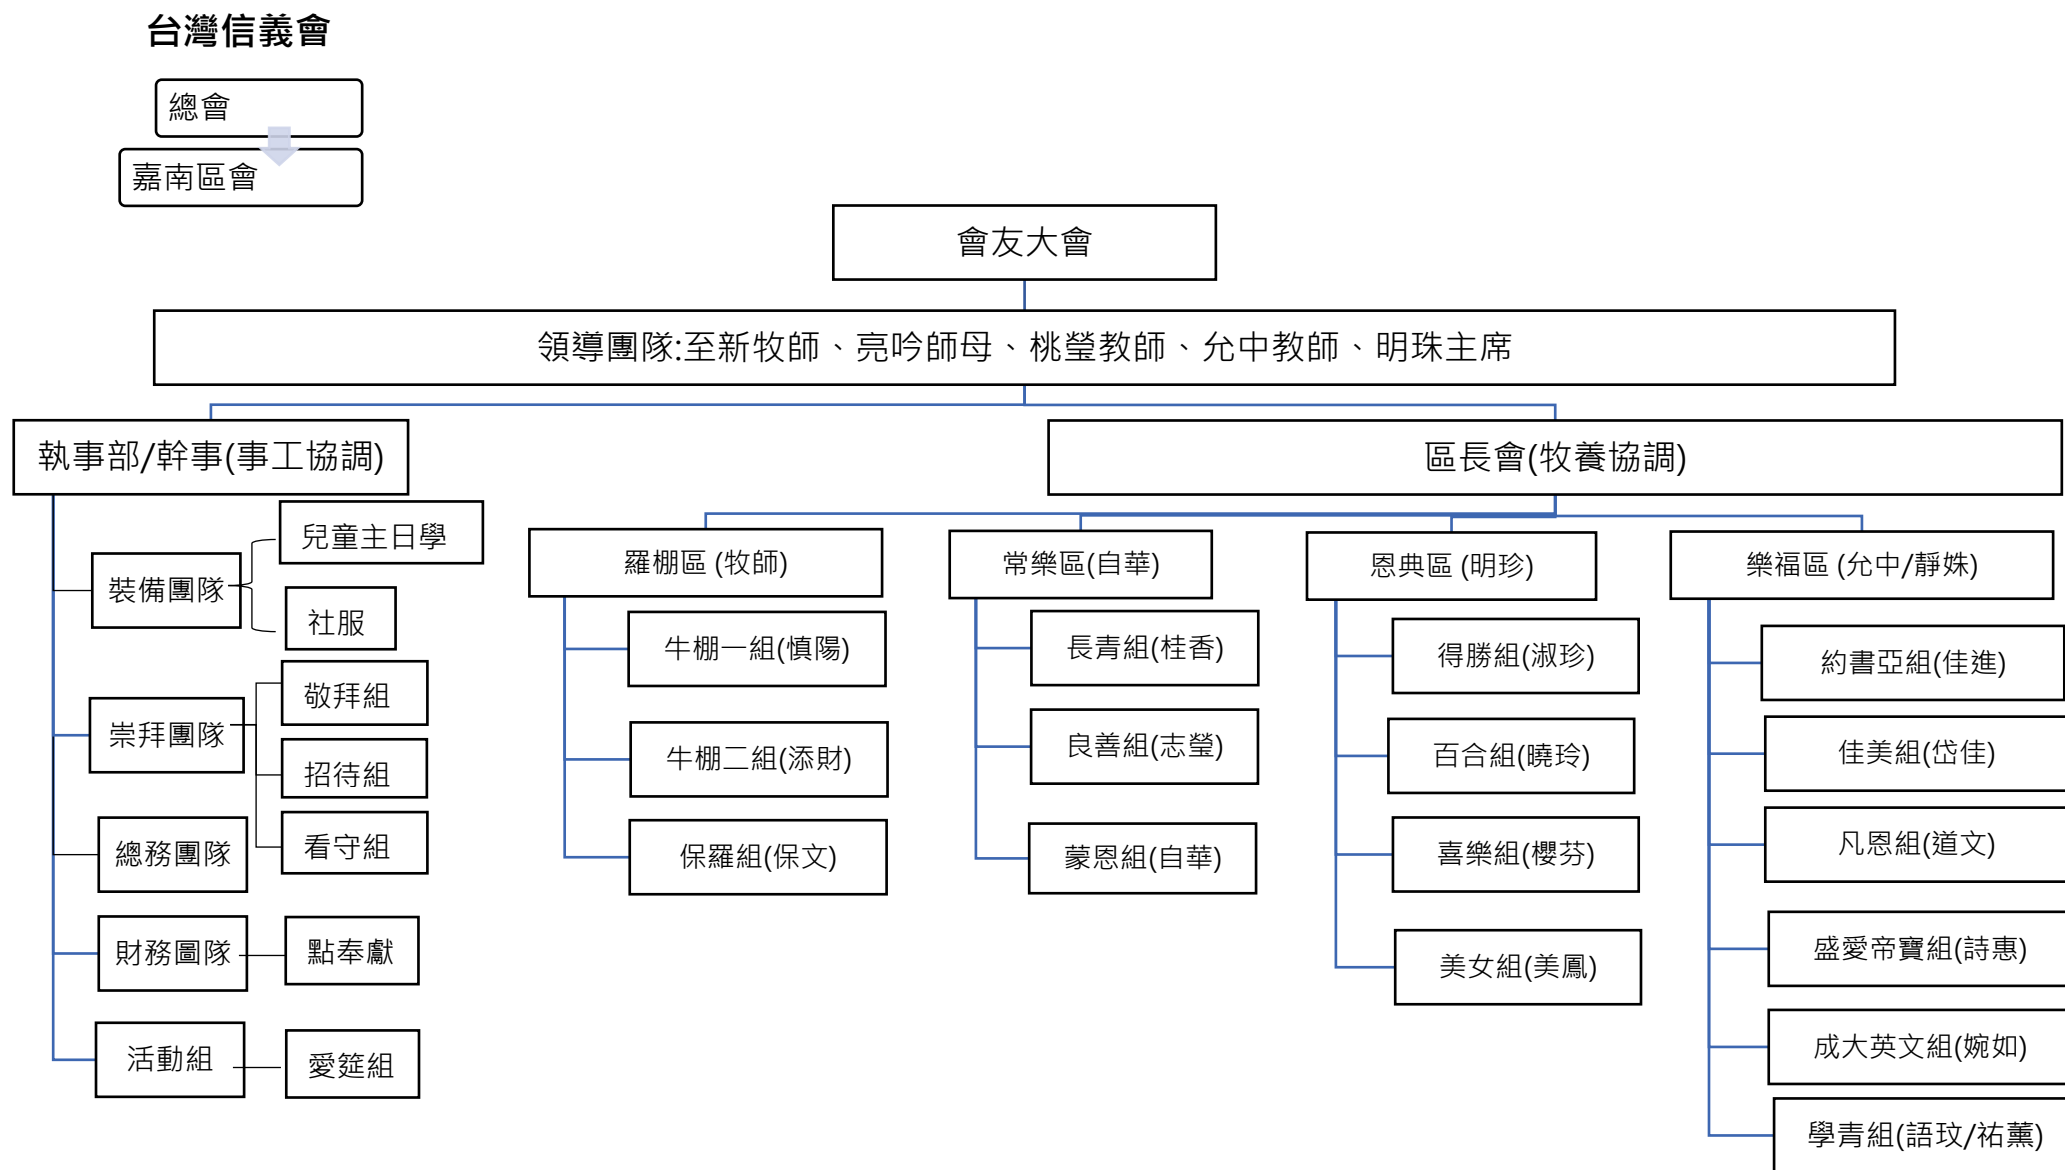 台灣信義會
總會
嘉南區會
會友大會
領導團隊:至新牧師、亮吟師母、桃瑩教師、允中教師、明珠主席
執事部/幹事(事工協調)
區長會(牧養協調)
裝備團隊
兒童主日學
社服
崇拜團隊
敬拜組
招待組
看守組
總務團隊
財務圖隊
點奉獻
活動組
愛筵組
羅棚區 (牧師)
牛棚一組(慎陽)
牛棚二組(添財)
保羅組(保文)
常樂區(自華)
長青組(桂香)
良善組(志瑩)
蒙恩組(自華)
恩典區 (明珍)
得勝組(淑珍)
百合組(曉玲)
喜樂組(櫻芬)
美女組(美鳳)
樂福區 (允中/靜姝)
約書亞組(佳進)
佳美組(岱佳)
凡恩組(道文)
盛愛帝寶組(詩惠)
成大英文組(婉如)
學青組(語玟/祐薰)